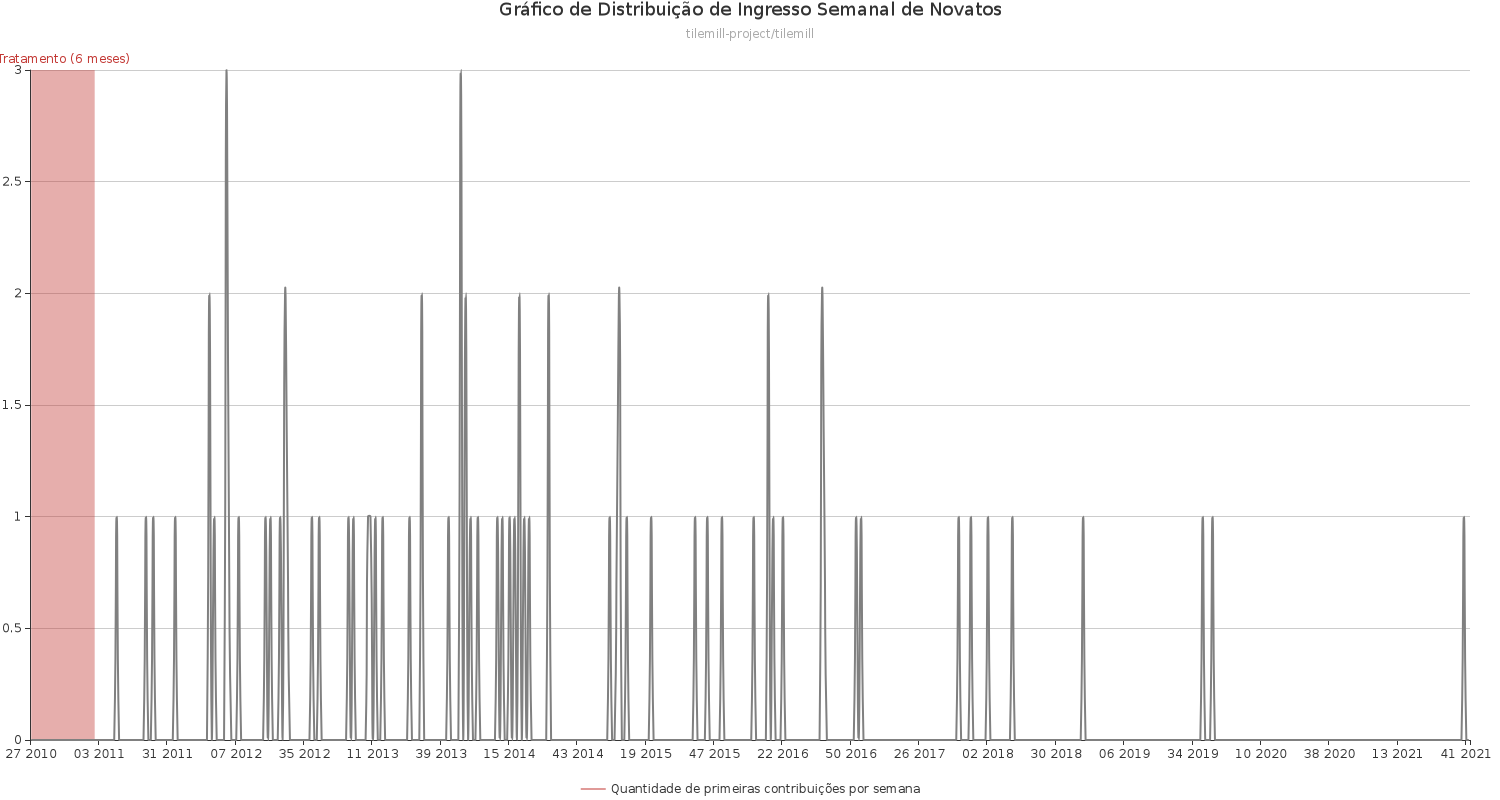 Gráfico de Distribuição de Ingresso Semanal de Novatos
tilemill-project/tilemill
Tratamento (6 meses)
3
2.5
2
1.5
1
0.5
0
27 2010 03 2011 31 2011 07 2012 35 2012 11 2013 39 2013 15 2014 43 2014 19 2015 47 2015 22 2016 50 2016 26 2017 02 2018 30 2018 06 2019 34 2019 10 2020 38 2020 13 2021 41 2021
Quantidade de primeiras contribuições por semana